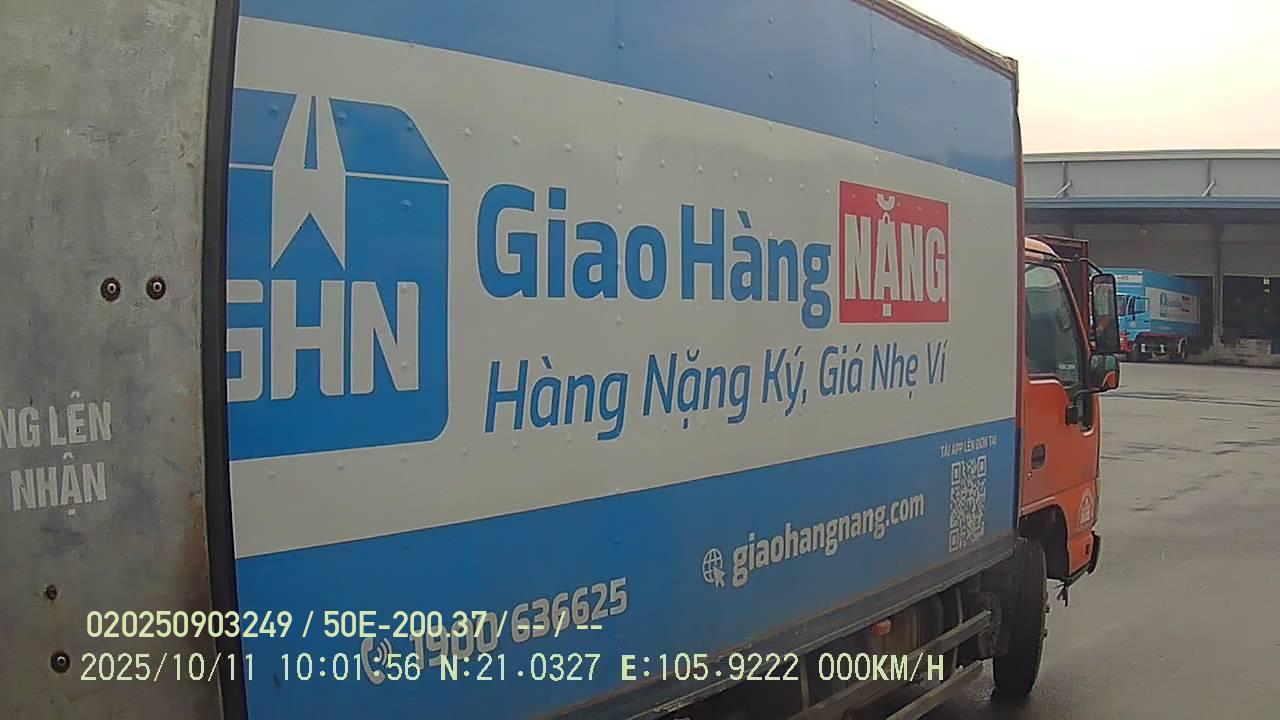 GHN
Giao Hàng NẶNG
Hàng Nặng Ký, Giá Nhẹ Ví
NG LÊN
NHẬN
TẢI APP LÊN ĐƠN TẠI
giaohangnang.com
1900 636625
GHN
020250903249 / 50E-200.37 / -- / --
2025/10/11 10:01:56 N:21.0327 E:105.9222 000KM/H